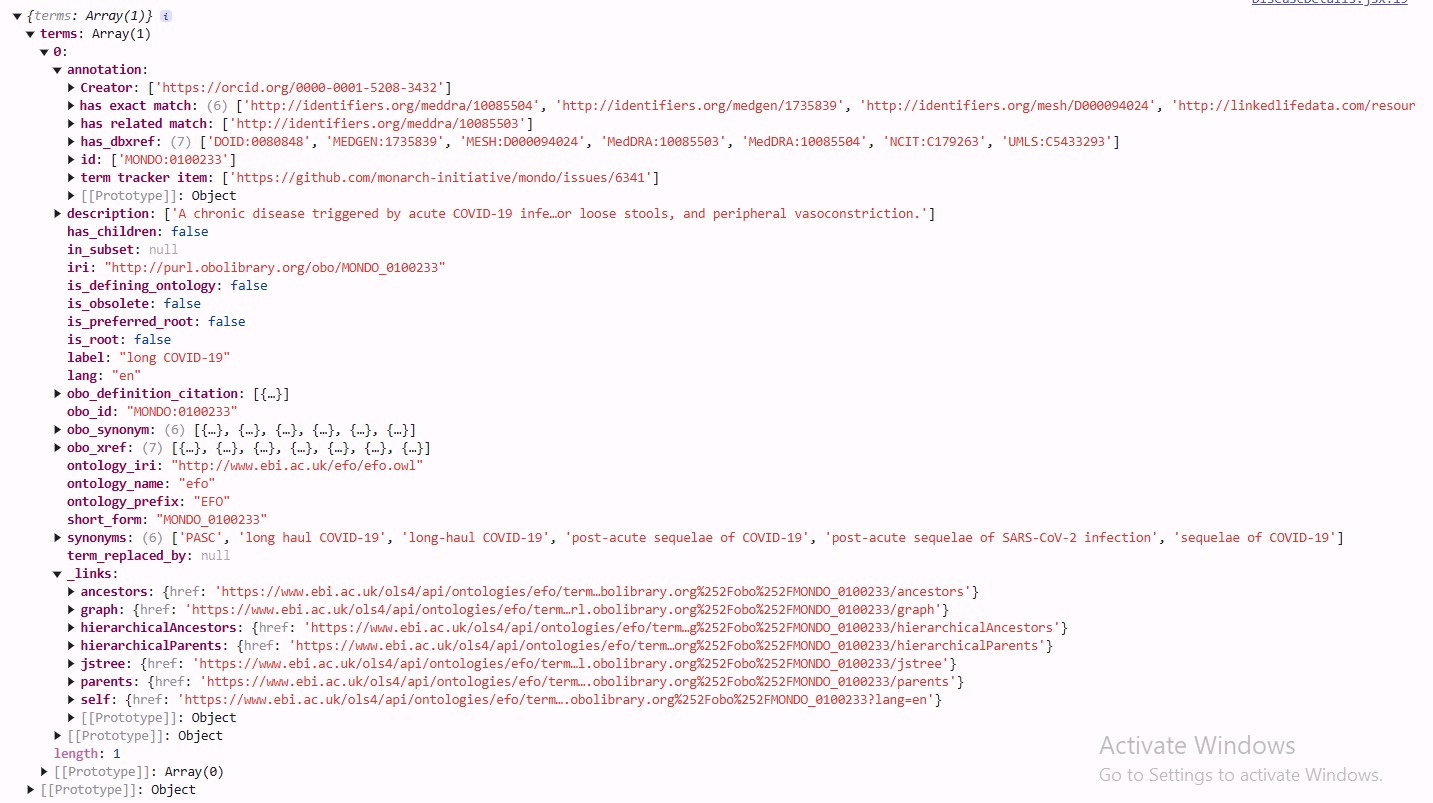 DiseaseDetails.jsx:19
▼ {terms: Array(1)} i
▼ terms: Array(1)
▼ 0:
▼ annotation:
▶ Creator: ['https://orcid.org/0000-0001-5208-3432']
▶ has exact match: (6) ['http://identifiers.org/meddra/10085504', 'http://identifiers.org/medgen/1735839', 'http://identifiers.org/mesh/D000094024', 'http://linkedlifedata.com/resour
▶ has related match: ['http://identifiers.org/meddra/10085503']
▶ has_dbxref: (7) ['DOID:0080848', 'MEDGEN:1735839', 'MESH:D000094024', 'MedDRA:10085503', 'MedDRA:10085504', 'NCIT:C179263', 'UMLS:C5433293']
▶ id: ['MONDO:0100233']
▶ term tracker item: ['https://github.com/monarch-initiative/mondo/issues/6341']
▶ [[Prototype]]: Object
▶ description: ['A chronic disease triggered by acute COVID-19 infe…or loose stools, and peripheral vasoconstriction.']
has_children: false
in_subset: null
iri: "http://purl.obolibrary.org/obo/MONDO_0100233"
is_defining_ontology: false
is_obsolete: false
is_preferred_root: false
is_root: false
label: "long COVID-19"
lang: "en"
▶ obo_definition_citation: [{…}]
obo_id: "MONDO:0100233"
▶ obo_synonym: (6) [{…}, {…}, {…}, {…}, {…}, {…}]
▶ obo_xref: (7) [{…}, {…}, {…}, {…}, {…}, {…}, {…}]
ontology_iri: "http://www.ebi.ac.uk/efo/efo.owl"
ontology_name: "efo"
ontology_prefix: "EFO"
short_form: "MONDO_0100233"
▶ synonyms: (6) ['PASC', 'long haul COVID-19', 'long-haul COVID-19', 'post-acute sequelae of COVID-19', 'post-acute sequelae of SARS-CoV-2 infection', 'sequelae of COVID-19']
term_replaced_by: null
▼ _links:
▶ ancestors: {href: 'https://www.ebi.ac.uk/ols4/api/ontologies/efo/term…bolibrary.org%252Fobo%252FMONDO_0100233/ancestors'}
▶ graph: {href: 'https://www.ebi.ac.uk/ols4/api/ontologies/efo/term…rl.obolibrary.org%252Fobo%252FMONDO_0100233/graph'}
▶ hierarchicalAncestors: {href: 'https://www.ebi.ac.uk/ols4/api/ontologies/efo/term…g%252Fobo%252FMONDO_0100233/hierarchicalAncestors'}
▶ hierarchicalParents: {href: 'https://www.ebi.ac.uk/ols4/api/ontologies/efo/term…org%252Fobo%252FMONDO_0100233/hierarchicalParents'}
▶ jstree: {href: 'https://www.ebi.ac.uk/ols4/api/ontologies/efo/term…l.obolibrary.org%252Fobo%252FMONDO_0100233/jstree'}
▶ parents: {href: 'https://www.ebi.ac.uk/ols4/api/ontologies/efo/term….obolibrary.org%252Fobo%252FMONDO_0100233/parents'}
▶ self: {href: 'https://www.ebi.ac.uk/ols4/api/ontologies/efo/term….obolibrary.org%252Fobo%252FMONDO_0100233?lang=en'}
▶ [[Prototype]]: Object
▶ [[Prototype]]: Object
length: 1
▶ [[Prototype]]: Array(0)
▶ [[Prototype]]: Object
Activate Windows
Go to Settings to activate Windows.